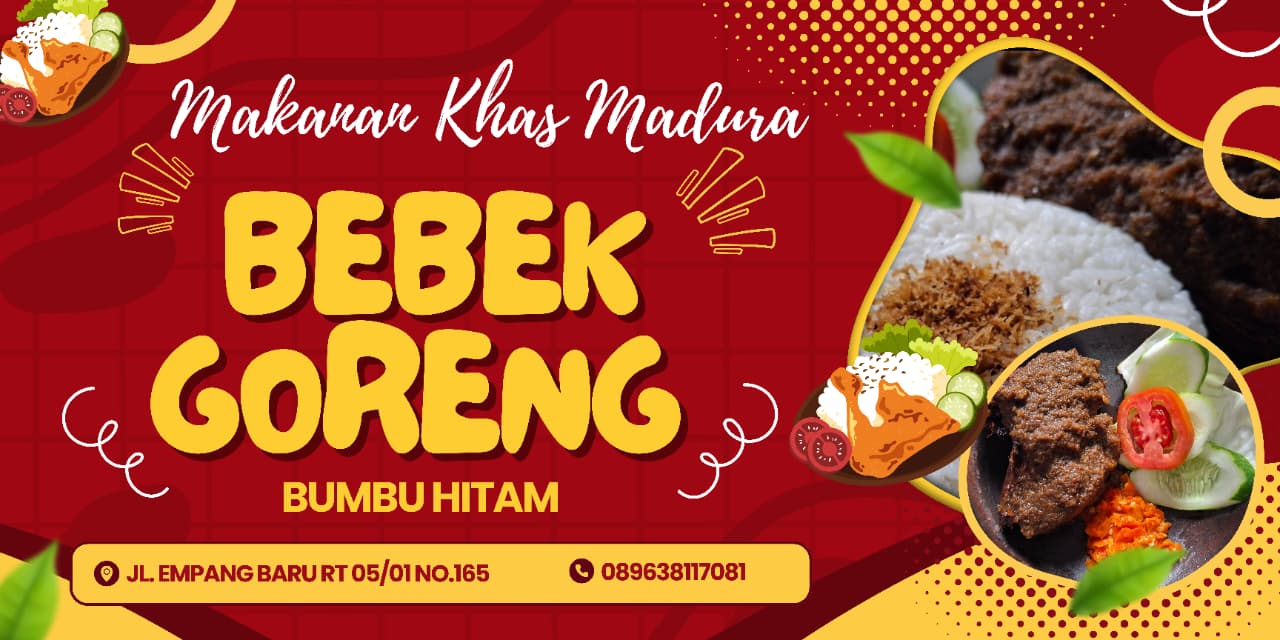 Makanan Khas Madura
BEBEK
GORENG
BUMBU HITAM
JL. EMPANG BARU RT 05/01 NO.165
089638117081